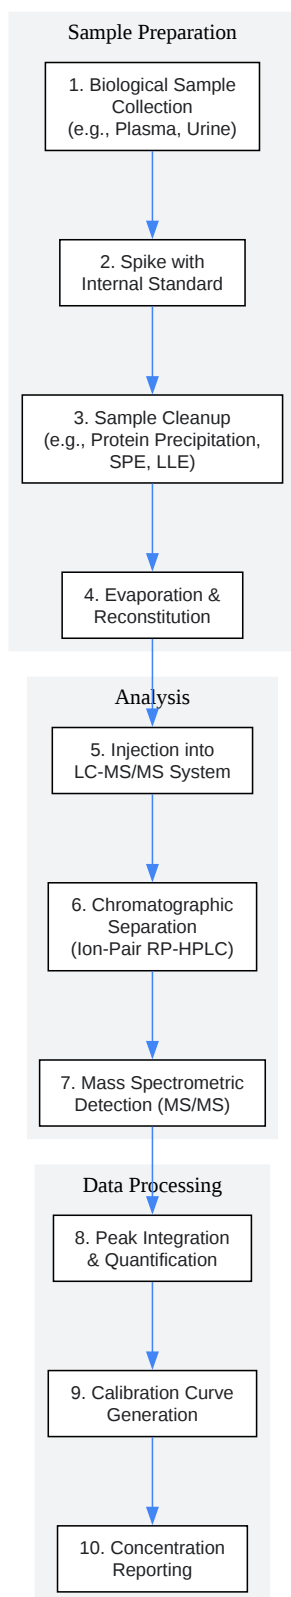 Sample Preparation
1. Biological Sample
Collection
(e.g., Plasma, Urine)
2. Spike with
Internal Standard
3. Sample Cleanup
(e.g., Protein Precipitation,
SPE, LLE)
4. Evaporation &
Reconstitution
Analysis
5. Injection into
LC-MS/MS System
6. Chromatographic
Separation
(Ion-Pair RP-HPLC)
7. Mass Spectrometric
Detection (MS/MS)
Data Processing
8. Peak Integration
& Quantification
9. Calibration Curve
Generation
10. Concentration
Reporting